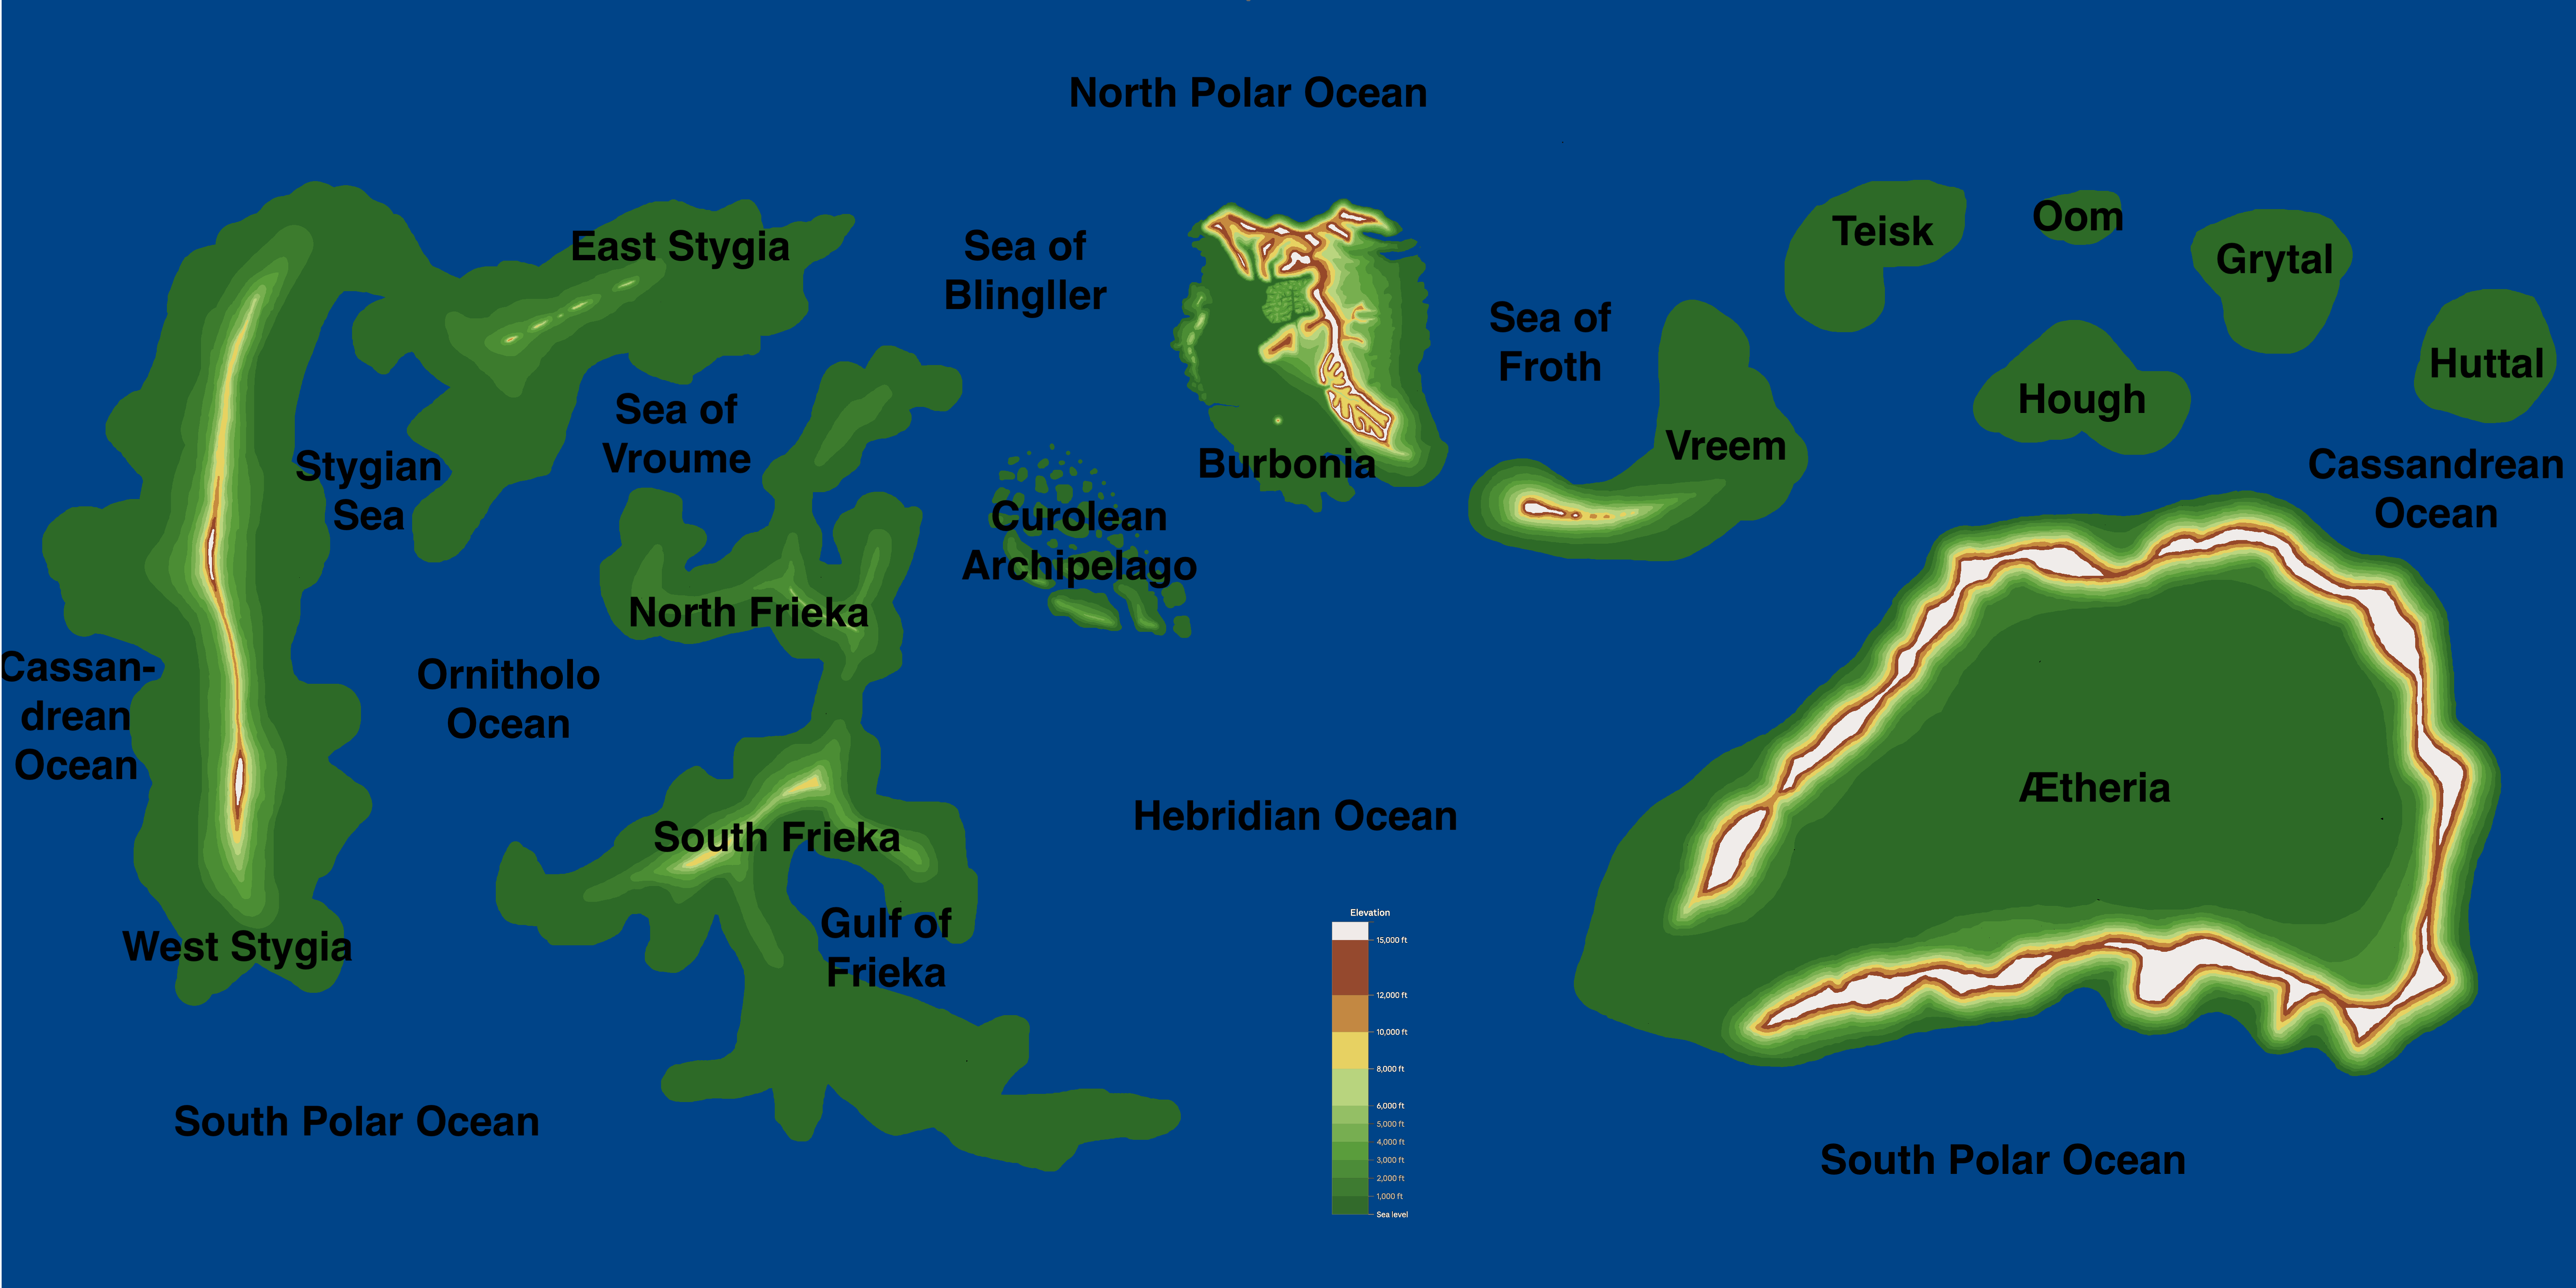 North Polar Ocean
East Stygia
Sea of
Blingller
Teisk
Oom
Grytal
Sea of
Froth
Huttal
Hough
Sea of
Vroume
Vreem
Burbonia
Stygian
Sea
Cassandrean
Ocean
Curolean
Archipelago
North Frieka
Cassan-
drean
Ocean
Ornitholo
Ocean
Ætheria
Hebridian Ocean
South Frieka
Gulf of
Frieka
West Stygia
Elevation
15,000 ft
12,000 ft
10,000 ft
8,000 ft
6,000 ft
5,000 ft
4,000 ft
3,000 ft
2,000 ft
1,000 ft
Sea level
South Polar Ocean
South Polar Ocean